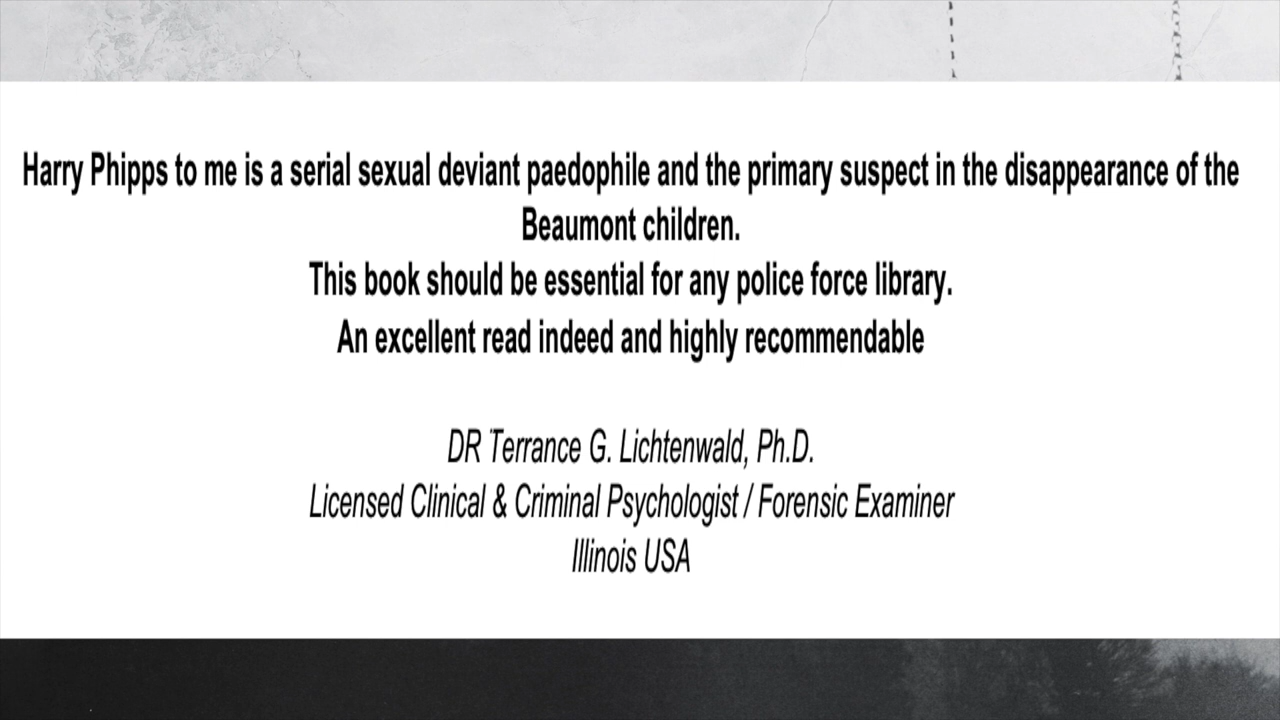 Harry Phipps to me is a serial sexual deviant paedophile and the primary suspect in the disappearance of the
Beaumont children.
This book should be essential for any police force library.
An excellent read indeed and highly recommendable
DR Terrance G. Lichtenwald, Ph.D.
Licensed Clinical & Criminal Psychologist / Forensic Examiner
Illinois USA